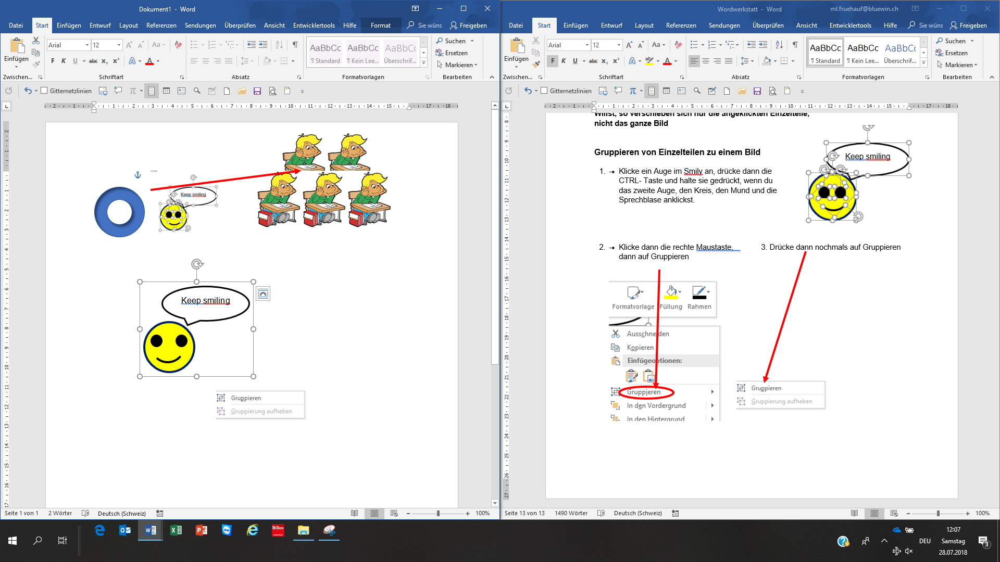 Dokument1 - Word
Datei Start Einfügen Entwurf Layout Referenzen Sendungen Überprüfen Ansicht Entwicklertools Hilfe Format Sie wüns Freigeben
Einfügen
Arial 12
F K U abc x₂ x²
AaBbCc AaBbCc AaBbCc
¶ Standard ¶ Kein Lee... Überschrif...
Suchen
Ersetzen
Markieren
Zwischen... Schriftart Absatz Formatvorlagen Bearbeiten
Gitternetzlinien
Keep smiling
Keep smiling
Gruppieren
Gruppierung aufheben
Seite 1 von 1 2 Wörter Deutsch (Schweiz) 100%
Wordwerkstatt - Word ml.fruehauf@bluewin.ch
Datei Start Einfügen Entwurf Layout Referenzen Sendungen Überprüfen Ansicht Entwicklertools Hilfe Sie wüns Freigeben
Einfügen
Arial 12
F K U abc x₂ x²
AaBbCc AaBbCc AaBbCc
¶ Standard ¶ Kein Lee... Überschrif...
Suchen
Ersetzen
Markieren
Zwischen... Schriftart Absatz Formatvorlagen Bearbeiten
Gitternetzlinien
Willst, so verschieben sich nur die angeklickten Einzelteile,
nicht das ganze Bild
Gruppieren von Einzelteilen zu einem Bild
Keep smiling
1. → Klicke ein Auge im Smily an, drücke dann die
CTRL- Taste und halte sie gedrückt, wenn du
das zweite Auge, den Kreis, den Mund und die
Sprechblase anklickst.
2. → Klicke dann die rechte Maustaste,
dann auf Gruppieren
3. Drücke dann nochmals auf Gruppieren
Formatvorlage Füllung Rahmen
Ausschneiden
Kopieren
Einfügeoptionen:
Gruppieren
In den Vordergrund
In den Hintergrund
Gruppieren
Gruppierung aufheben
Seite 13 von 13 1490 Wörter Deutsch (Schweiz) 100%
BiBox
DEU
12:07
Samstag
28.07.2018
3